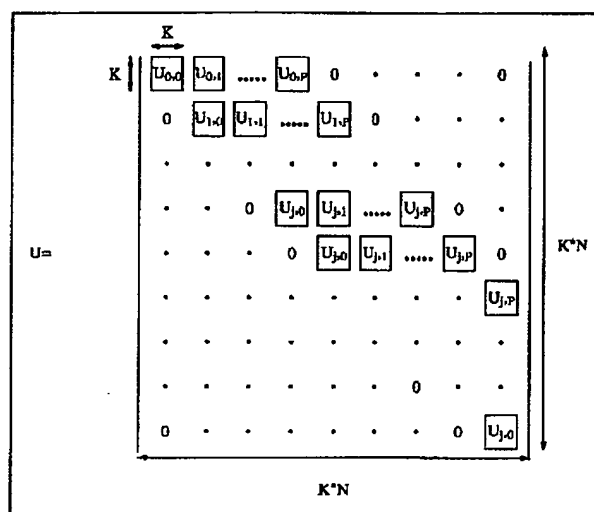 K
K U0,0 U0,1 ..... U0,P 0 . . . 0
0 U1,0 U1,1 ..... U1,P 0 . . .
. . . . . . . . .
. . 0 Uj,0 Uj,1 ..... Uj,P 0 .
U= . . . 0 Uj,0 Uj,1 ..... Uj,P 0 K*N
. . . . . . . . Uj,P
. . . . . . . . .
. . . . . . 0 . .
0 . . . . . . 0 Uj,0
K*N